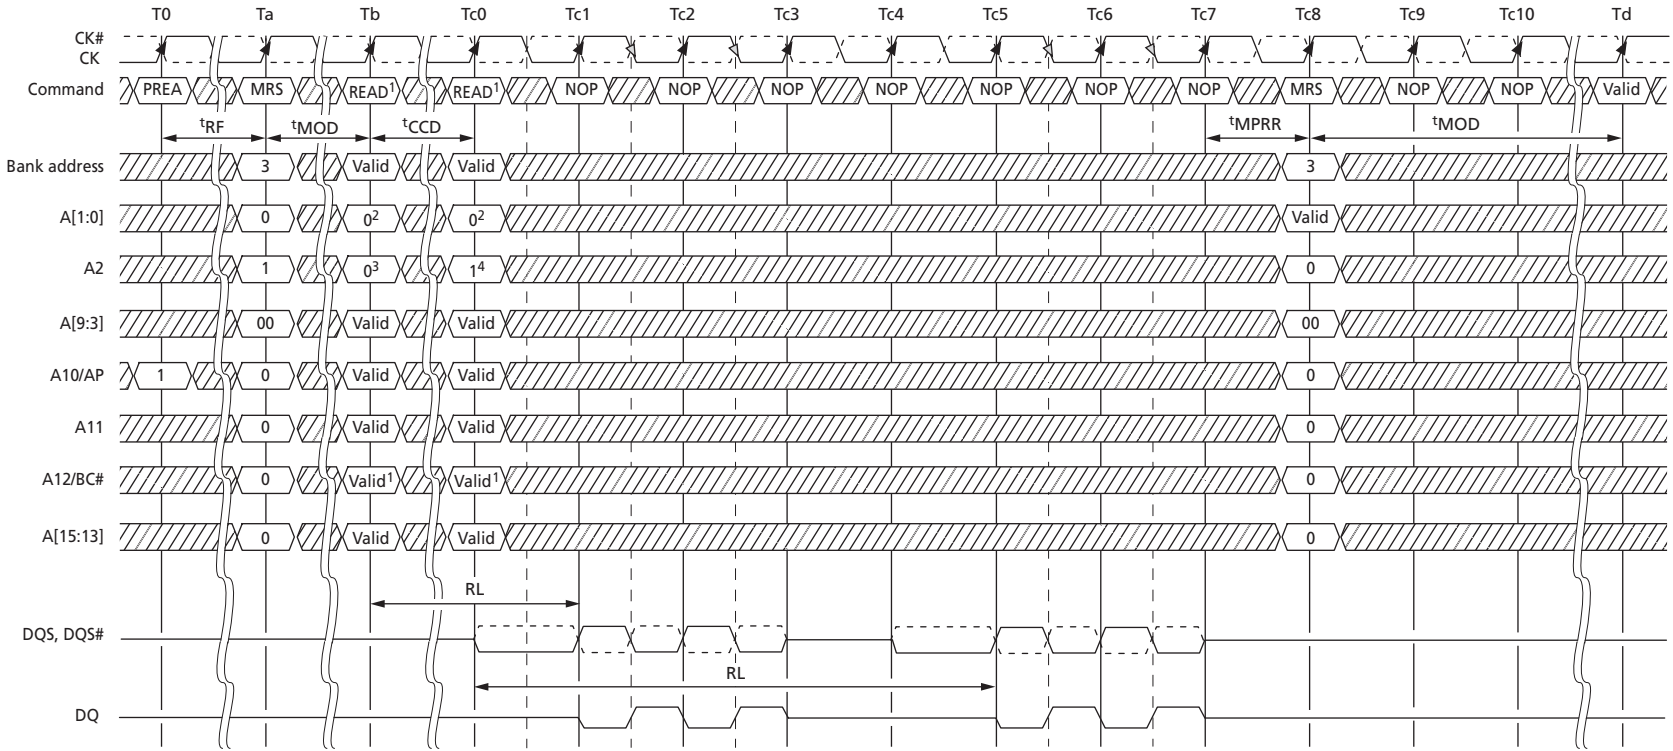 T0 Ta Tb Tc0 Tc1 Tc2 Tc3 Tc4 Tc5 Tc6 Tc7 Tc8 Tc9 Tc10 Td
CK#
CK
Command PREA MRS READ¹ READ¹ NOP NOP NOP NOP NOP NOP NOP MRS NOP NOP Valid
tRF tMOD tCCD tMPRR tMOD
Bank address 3 Valid Valid 3
A[1:0] 0 0² 0² Valid
A2 1 0³ 1⁴ 0
A[9:3] 00 Valid Valid 00
A10/AP 1 0 Valid Valid 0
A11 0 Valid Valid 0
A12/BC# 0 Valid¹ Valid¹ 0
A[15:13] 0 Valid Valid 0
RL
DQS, DQS#
RL
DQ